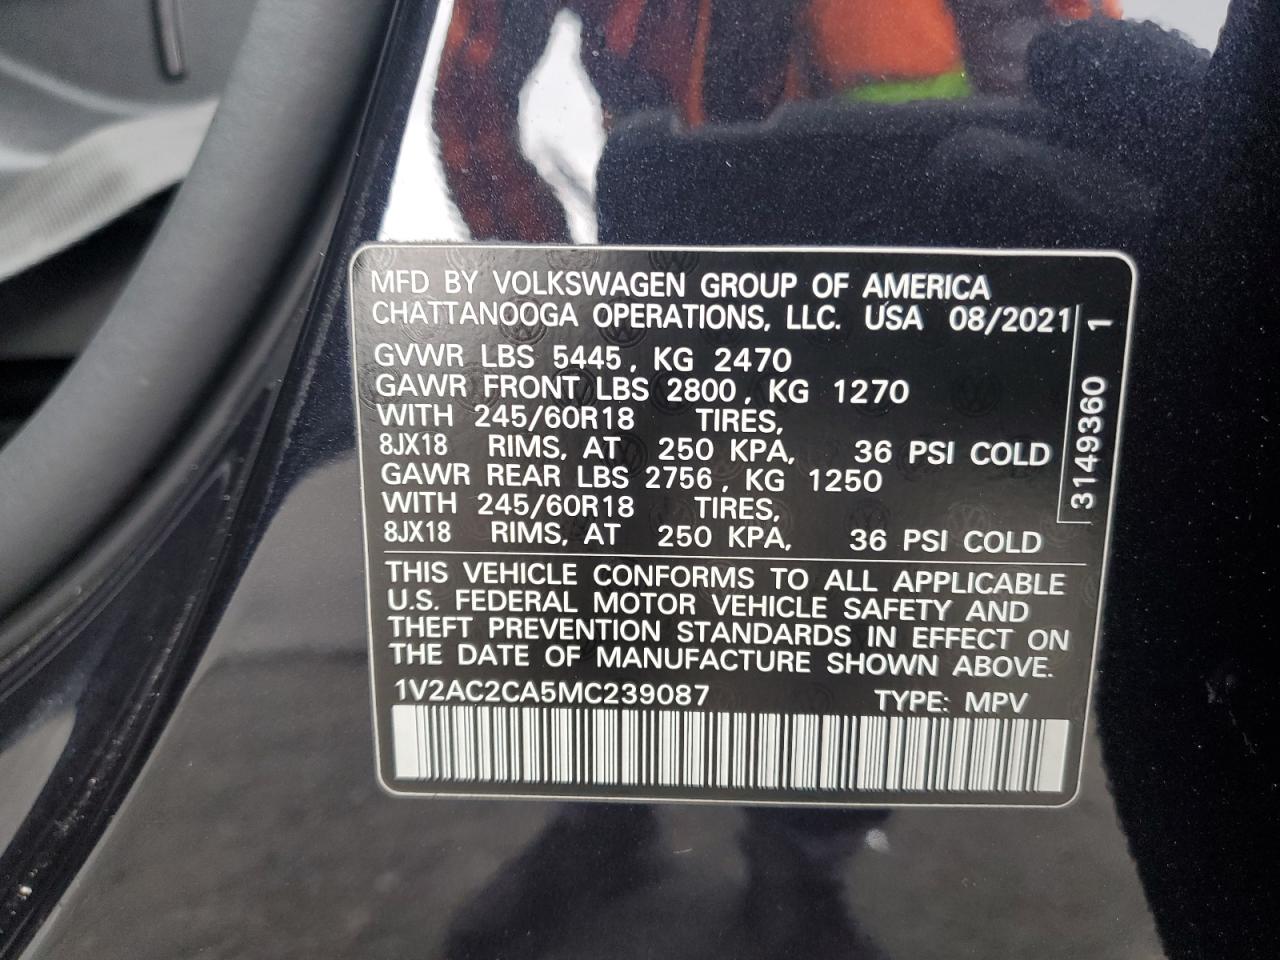 MFD BY VOLKSWAGEN GROUP OF AMERICA
CHATTANOOGA OPERATIONS, LLC. USA 08/2021
GVWR LBS 5445, KG 2470
GAWR FRONT LBS 2800, KG 1270
WITH 245/60R18 TIRES,
8JX18 RIMS, AT 250 KPA, 36 PSI COLD
GAWR REAR LBS 2756, KG 1250
WITH 245/60R18 TIRES,
8JX18 RIMS, AT 250 KPA, 36 PSI COLD
THIS VEHICLE CONFORMS TO ALL APPLICABLE
U.S. FEDERAL MOTOR VEHICLE SAFETY AND
THEFT PREVENTION STANDARDS IN EFFECT ON
THE DATE OF MANUFACTURE SHOWN ABOVE.
1V2AC2CA5MC239087 TYPE: MPV
3149360 1